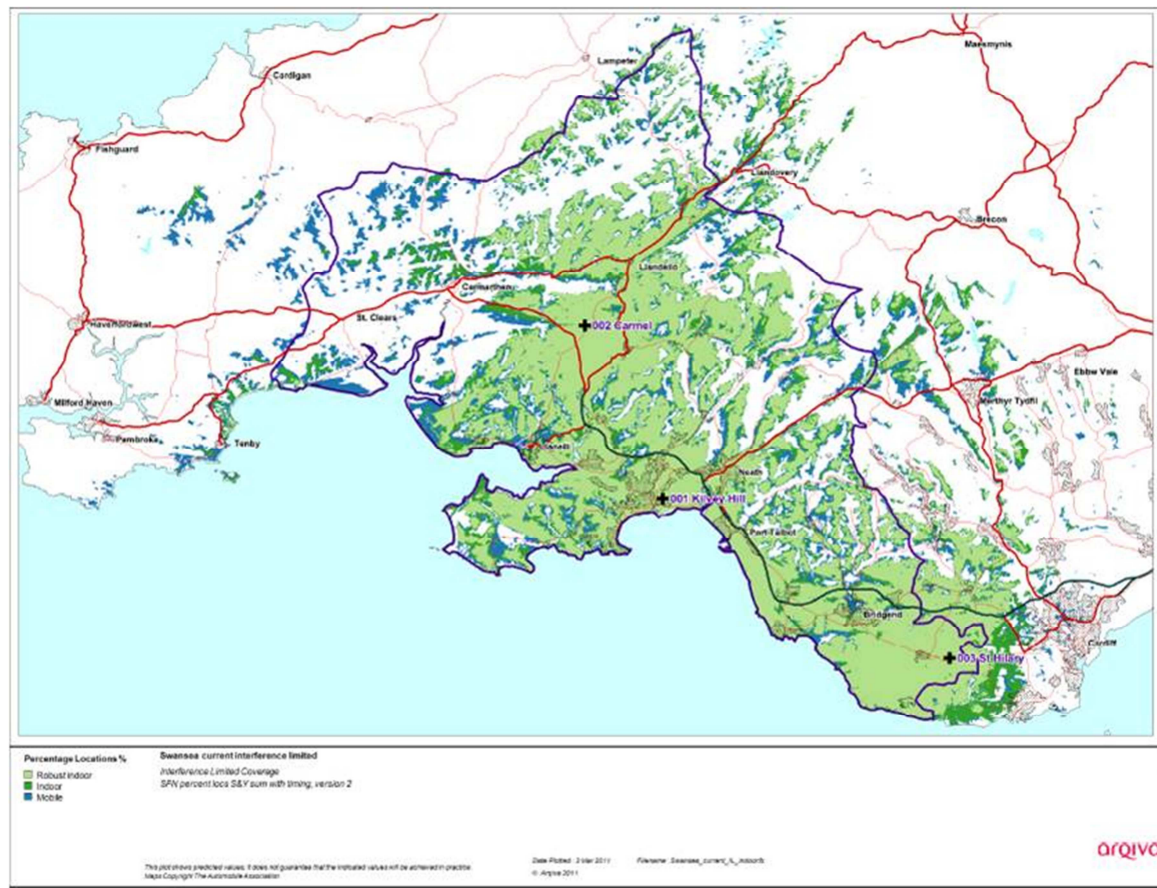 Maesmynis
Lampeter
Cardigan
Fishguard
Llandovery
Brecon
Llandeilo
Carmarthen
St. Clears
Haverfordwest
002 Carmel
Ebbw Vale
Merthyr Tydfil
Milford Haven
Pembroke
Tenby
Llanelli
Neath
001 Kilvey Hill
Port Talbot
Bridgend
Cardiff
003 St Hilary
Percentage Locations %
Robust indoor
Indoor
Mobile
Swansea current interference limited
Interference Limited Coverage
SFN percent locs S&Y sum with timing, version 2
This plot shows predicted values. It does not guarantee that the indicated values will be achieved in practice.
Maps Copyright The Automobile Association
Date Plotted : 2 Mar 2011
© Arqiva 2011
arqiva